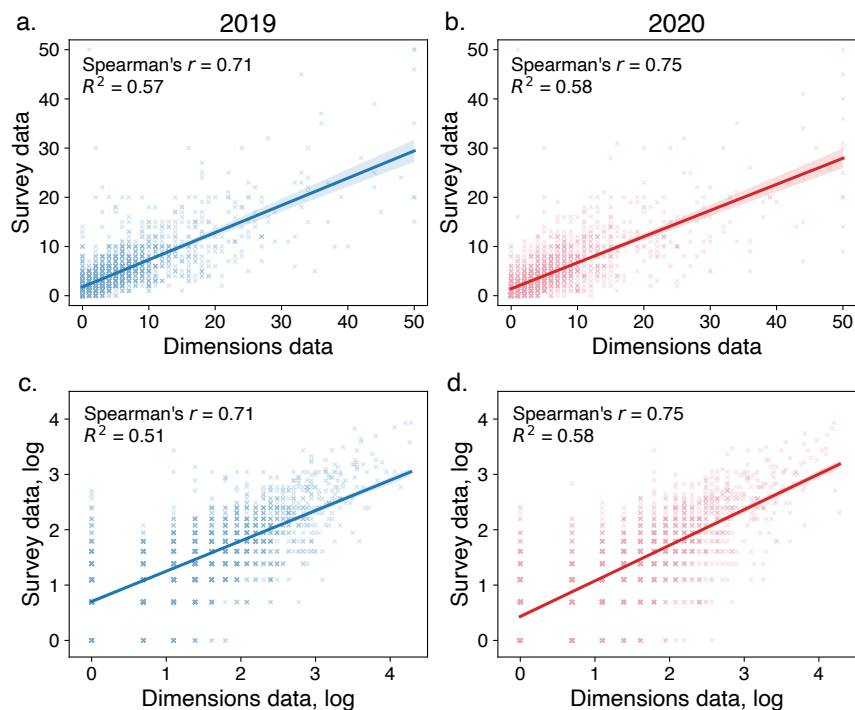 a.
2019
Spearman's r = 0.71
R² = 0.57
50
40
30
20
10
0
Survey data
0 10 20 30 40 50
Dimensions data
b.
2020
Spearman's r = 0.75
R² = 0.58
50
40
30
20
10
0
Survey data
0 10 20 30 40 50
Dimensions data
c.
Spearman's r = 0.71
R² = 0.51
4
3
2
1
0
Survey data, log
0 1 2 3 4
Dimensions data, log
d.
Spearman's r = 0.75
R² = 0.58
4
3
2
1
0
Survey data, log
0 1 2 3 4
Dimensions data, log